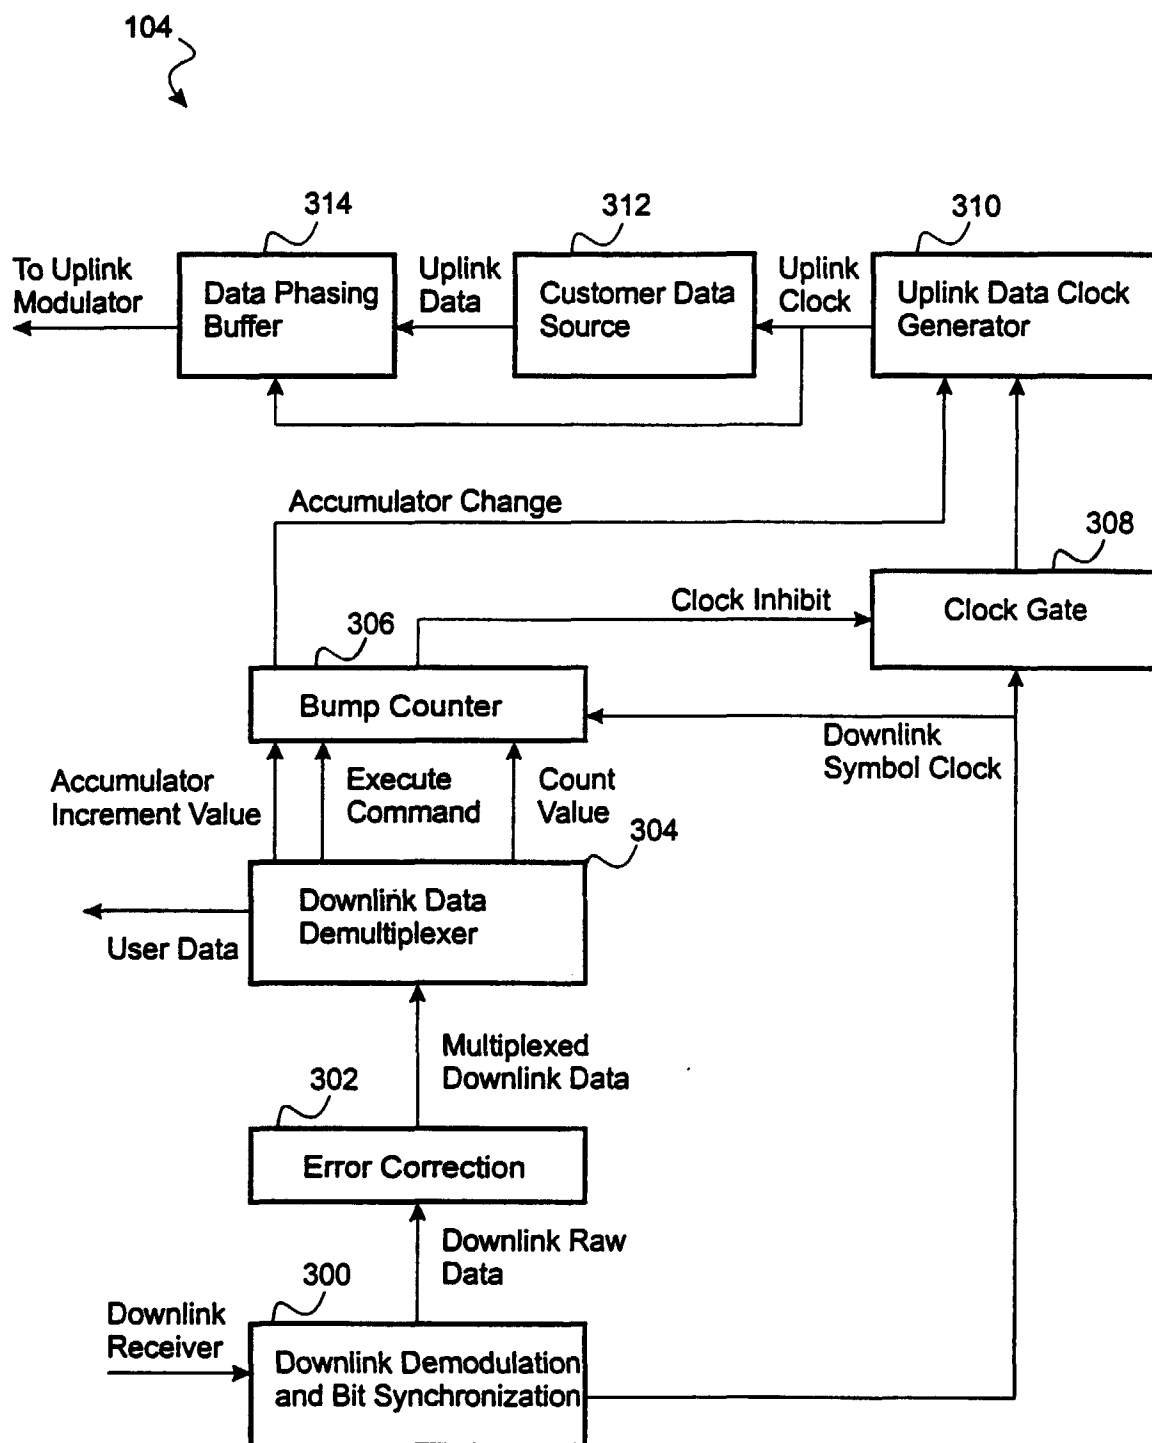 104
314
312
310
To Uplink
Modulator
Data Phasing
Buffer
Uplink
Data
Customer Data
Source
Uplink
Clock
Uplink Data Clock
Generator
Accumulator Change
308
Clock Inhibit
Clock Gate
306
Bump Counter
Downlink
Symbol Clock
Accumulator
Increment Value
Execute
Command
Count
Value
304
Downlink Data
Demultiplexer
User Data
Multiplexed
Downlink Data
302
Error Correction
Downlink Raw
Data
300
Downlink
Receiver
Downlink Demodulation
and Bit Synchronization